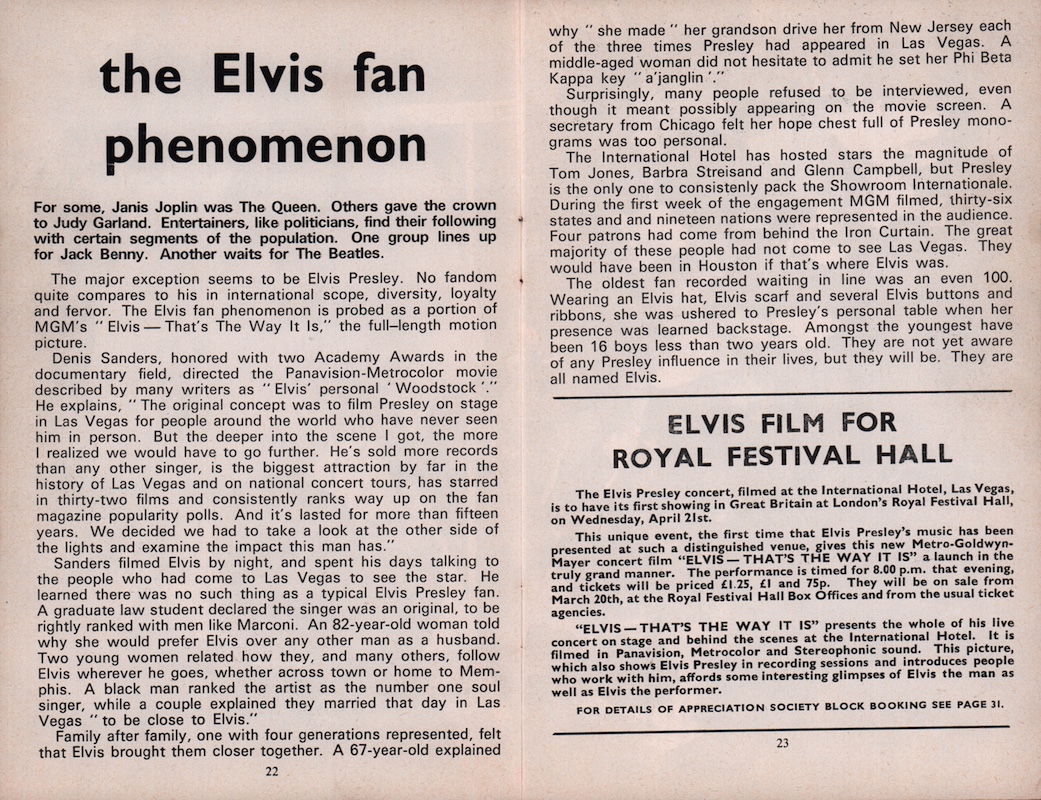 the Elvis fan
phenomenon
For some, Janis Joplin was The Queen. Others gave the crown
to Judy Garland. Entertainers, like politicians, find their following
with certain segments of the population. One group lines up
for Jack Benny. Another waits for The Beatles.
The major exception seems to be Elvis Presley. No fandom
quite compares to his in international scope, diversity, loyalty
and fervor. The Elvis fan phenomenon is probed as a portion of
MGM's " Elvis — That's The Way It Is," the full-length motion
picture.
Denis Sanders, honored with two Academy Awards in the
documentary field, directed the Panavision-Metrocolor movie
described by many writers as " Elvis' personal ' Woodstock '."
He explains, " The original concept was to film Presley on stage
in Las Vegas for people around the world who have never seen
him in person. But the deeper into the scene I got, the more
I realized we would have to go further. He's sold more records
than any other singer, is the biggest attraction by far in the
history of Las Vegas and on national concert tours, has starred
in thirty-two films and consistently ranks way up on the fan
magazine popularity polls. And it's lasted for more than fifteen
years. We decided we had to take a look at the other side of
the lights and examine the impact this man has."
Sanders filmed Elvis by night, and spent his days talking to
the people who had come to Las Vegas to see the star. He
learned there was no such thing as a typical Elvis Presley fan.
A graduate law student declared the singer was an original, to be
rightly ranked with men like Marconi. An 82-year-old woman told
why she would prefer Elvis over any other man as a husband.
Two young women related how they, and many others, follow
Elvis wherever he goes, whether across town or home to Mem-
phis. A black man ranked the artist as the number one soul
singer, while a couple explained they married that day in Las
Vegas " to be close to Elvis."
Family after family, one with four generations represented, felt
that Elvis brought them closer together. A 67-year-old explained
22
why " she made " her grandson drive her from New Jersey each
of the three times Presley had appeared in Las Vegas. A
middle-aged woman did not hesitate to admit he set her Phi Beta
Kappa key " a'janglin '."
Surprisingly, many people refused to be interviewed, even
though it meant possibly appearing on the movie screen. A
secretary from Chicago felt her hope chest full of Presley mono-
grams was too personal.
The International Hotel has hosted stars the magnitude of
Tom Jones, Barbra Streisand and Glenn Campbell, but Presley
is the only one to consistenly pack the Showroom Internationale.
During the first week of the engagement MGM filmed, thirty-six
states and and nineteen nations were represented in the audience.
Four patrons had come from behind the Iron Curtain. The great
majority of these people had not come to see Las Vegas. They
would have been in Houston if that's where Elvis was.
The oldest fan recorded waiting in line was an even 100.
Wearing an Elvis hat, Elvis scarf and several Elvis buttons and
ribbons, she was ushered to Presley's personal table when her
presence was learned backstage. Amongst the youngest have
been 16 boys less than two years old. They are not yet aware
of any Presley influence in their lives, but they will be. They are
all named Elvis.
ELVIS FILM FOR
ROYAL FESTIVAL HALL
The Elvis Presley concert, filmed at the International Hotel, Las Vegas,
is to have its first showing in Great Britain at London's Royal Festival Hall,
on Wednesday, April 21st.
This unique event, the first time that Elvis Presley's music has been
presented at such a distinguished venue, gives this new Metro-Goldwyn-
Mayer concert film "ELVIS — THAT'S THE WAY IT IS" a launch in the
truly grand manner. The performance is timed for 8.00 p.m. that evening,
and tickets will be priced £1.25, £1 and 75p. They will be on sale from
March 20th, at the Royal Festival Hall Box Offices and from the usual ticket
agencies.
"ELVIS — THAT'S THE WAY IT IS" presents the whole of his live
concert on stage and behind the scenes at the International Hotel. It is
filmed in Panavision, Metrocolor and Stereophonic sound. This picture,
which also shows Elvis Presley in recording sessions and introduces people
who work with him, affords some interesting glimpses of Elvis the man as
well as Elvis the performer.
FOR DETAILS OF APPRECIATION SOCIETY BLOCK BOOKING SEE PAGE 31.
23